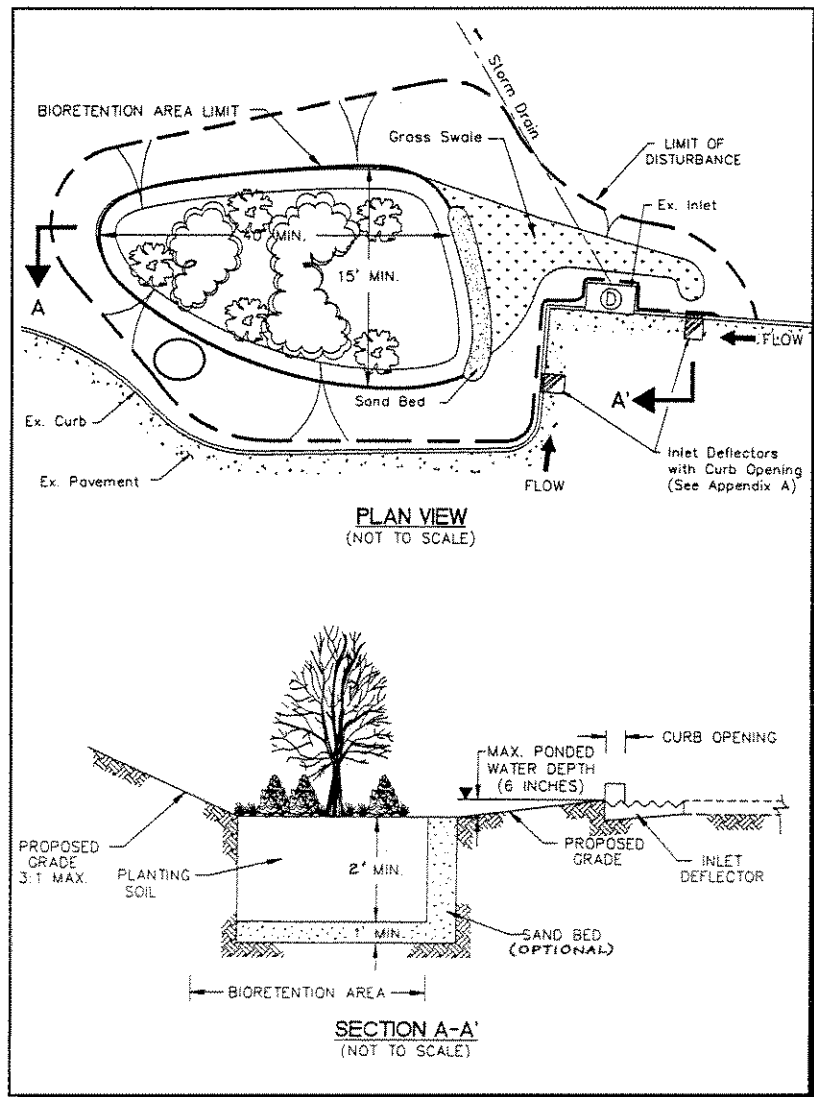 Storm Drain
BIORETENTION AREA LIMIT
Grass Swale
LIMIT OF
DISTURBANCE
Ex. Inlet
40' MIN.
15' MIN.
A
D
FLOW
A'
Sand Bed
Ex. Curb
Ex. Pavement
FLOW
Inlet Deflectors
with Curb Opening
(See Appendix A)
PLAN VIEW
(NOT TO SCALE)
CURB OPENING
MAX. PONDED
WATER DEPTH
(6 INCHES)
PROPOSED
GRADE
3:1 MAX.
PLANTING
SOIL
2' MIN.
PROPOSED
GRADE
INLET
DEFLECTOR
1' MIN.
SAND BED
(OPTIONAL)
BIORETENTION AREA
SECTION A-A'
(NOT TO SCALE)